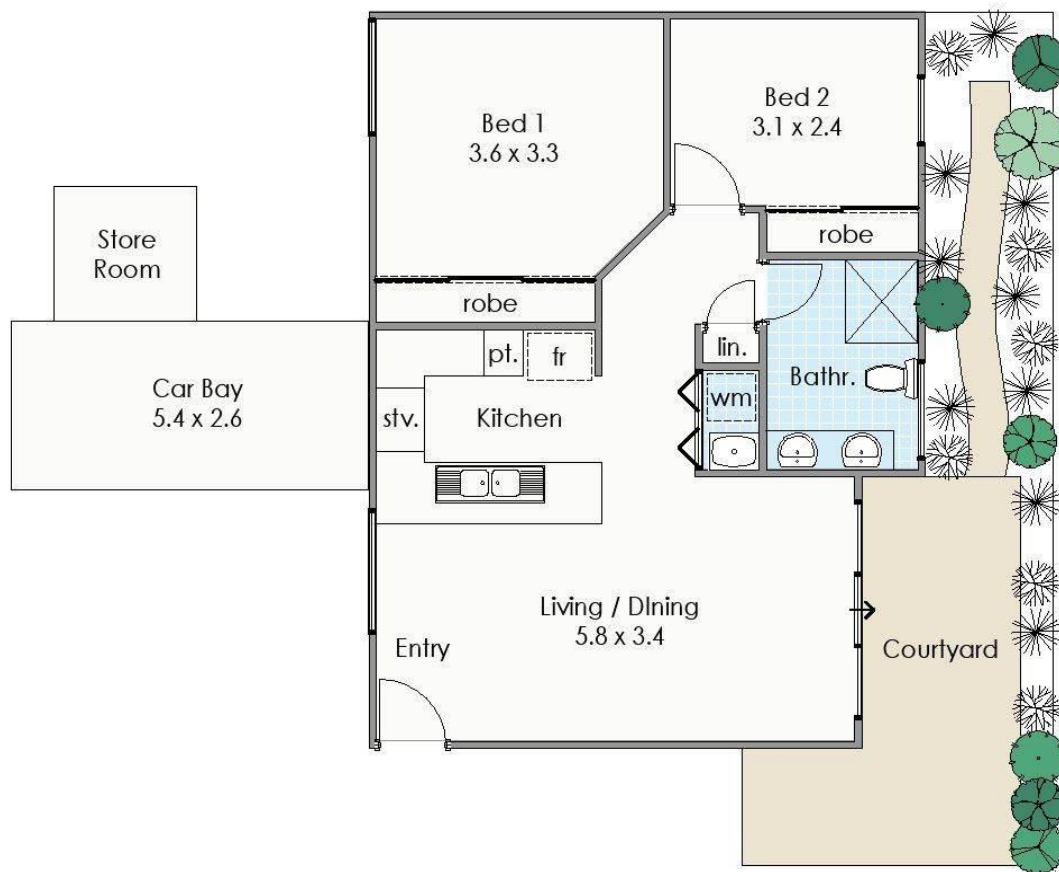 Bed 1
3.6 x 3.3
Bed 2
3.1 x 2.4
Store
Room
robe
robe
Car Bay
5.4 x 2.6
pt.
fr
lin.
Bathr.
stv.
Kitchen
wm
Living / DIning
5.8 x 3.4
Entry
Courtyard